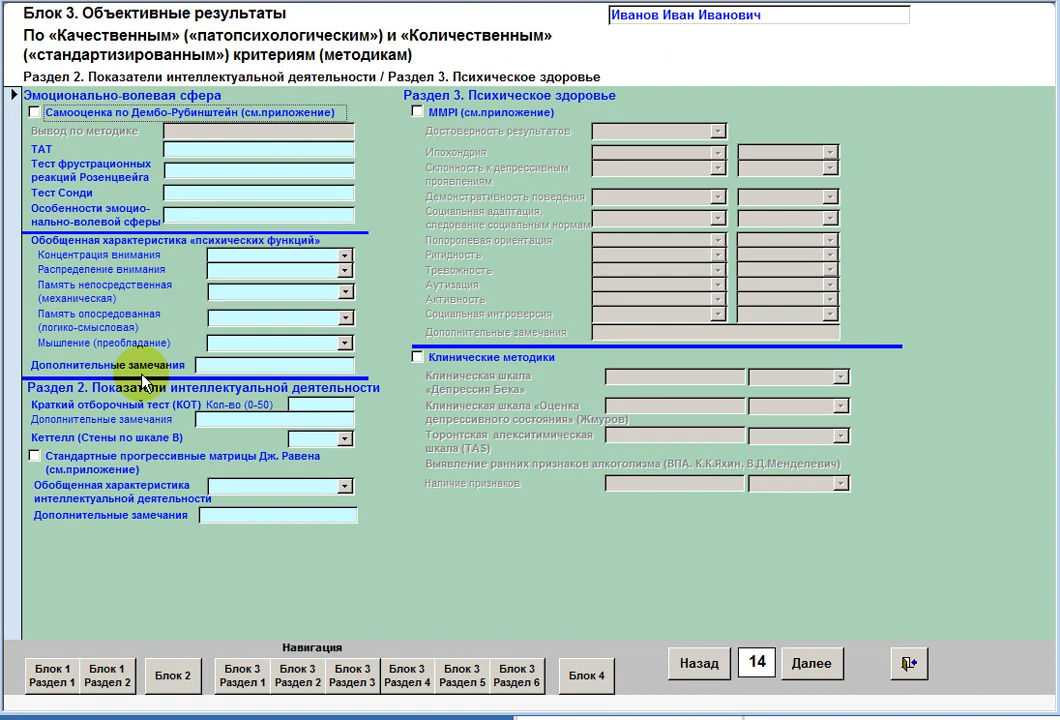 Блок 3. Объективные результаты
Иванов Иван Иванович
По «Качественным» («патопсихологическим») и «Количественным»
(«стандартизированным») критериям (методикам)
Раздел 2. Показатели интеллектуальной деятельности / Раздел 3. Психическое здоровье
Эмоционально-волевая сфера
Самооценка по Дембо-Рубинштейн (см.приложение)
Вывод по методике
ТАТ
Тест фрустрационных
реакций Розенцвейга
Тест Сонди
Особенности эмоцио-
нально-волевой сферы
Обобщенная характеристика «психических функций»
Концентрация внимания
Распределение внимания
Память непосредственная
(механическая)
Память опосредованная
(логико-смысловая)
Мышление (преобладание)
Дополнительные замечания
Раздел 2. Показатели интеллектуальной деятельности
Краткий отборочный тест (КОТ) Кол-во (0-50)
Дополнительные замечания
Кеттелл (Стены по шкале В)
Стандартные прогрессивные матрицы Дж. Равена
(см.приложение)
Обобщенная характеристика
интеллектуальной деятельности
Дополнительные замечания
Раздел 3. Психическое здоровье
MMPI (см.приложение)
Достоверность результатов
Ипохондрия
Склонность к депрессивным
проявлениям
Демонстративность поведения
Социальная адаптация,
следование социальным нормам
Полоролевая ориентация
Ригидность
Тревожность
Аутизация
Активность
Социальная интроверсия
Дополнительные замечания
Клинические методики
Клиническая шкала
«Депрессия Бека»
Клиническая шкала «Оценка
депрессивного состояния» (Жмуров)
Торонтская алекситимическая
шкала (TAS)
Выявление ранних признаков алкоголизма (ВПА. К.К.Яхин, В.Д.Менделевич)
Наличие признаков
Навигация
Блок 1
Раздел 1
Блок 1
Раздел 2
Блок 2
Блок 3
Раздел 1
Блок 3
Раздел 2
Блок 3
Раздел 3
Блок 3
Раздел 4
Блок 3
Раздел 5
Блок 3
Раздел 6
Блок 4
Назад
14
Далее